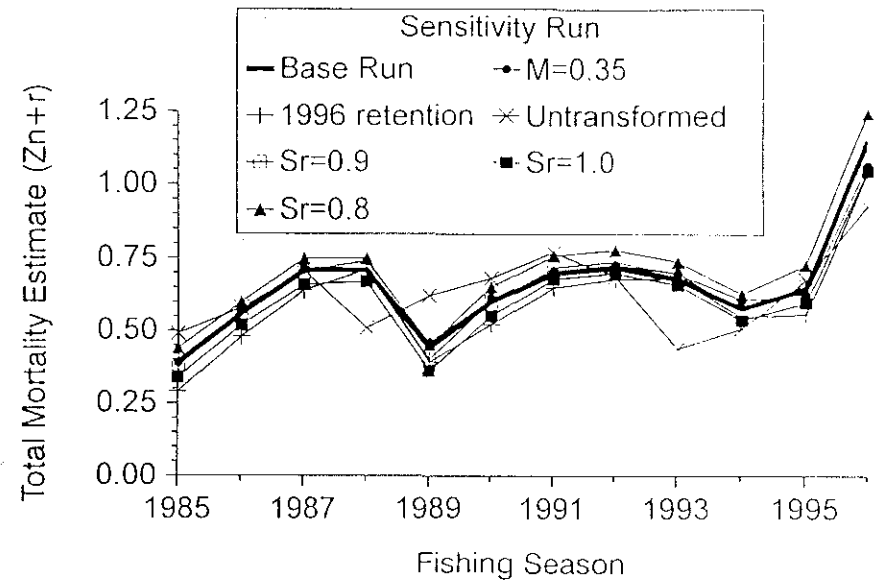 Sensitivity Run
Base Run M=0.35
1996 retention Untransformed
Sr=0.9 Sr=1.0
Sr=0.8
Total Mortality Estimate (Zn+r)
1.25
1.00
0.75
0.50
0.25
0.00
1985 1987 1989 1991 1993 1995
Fishing Season